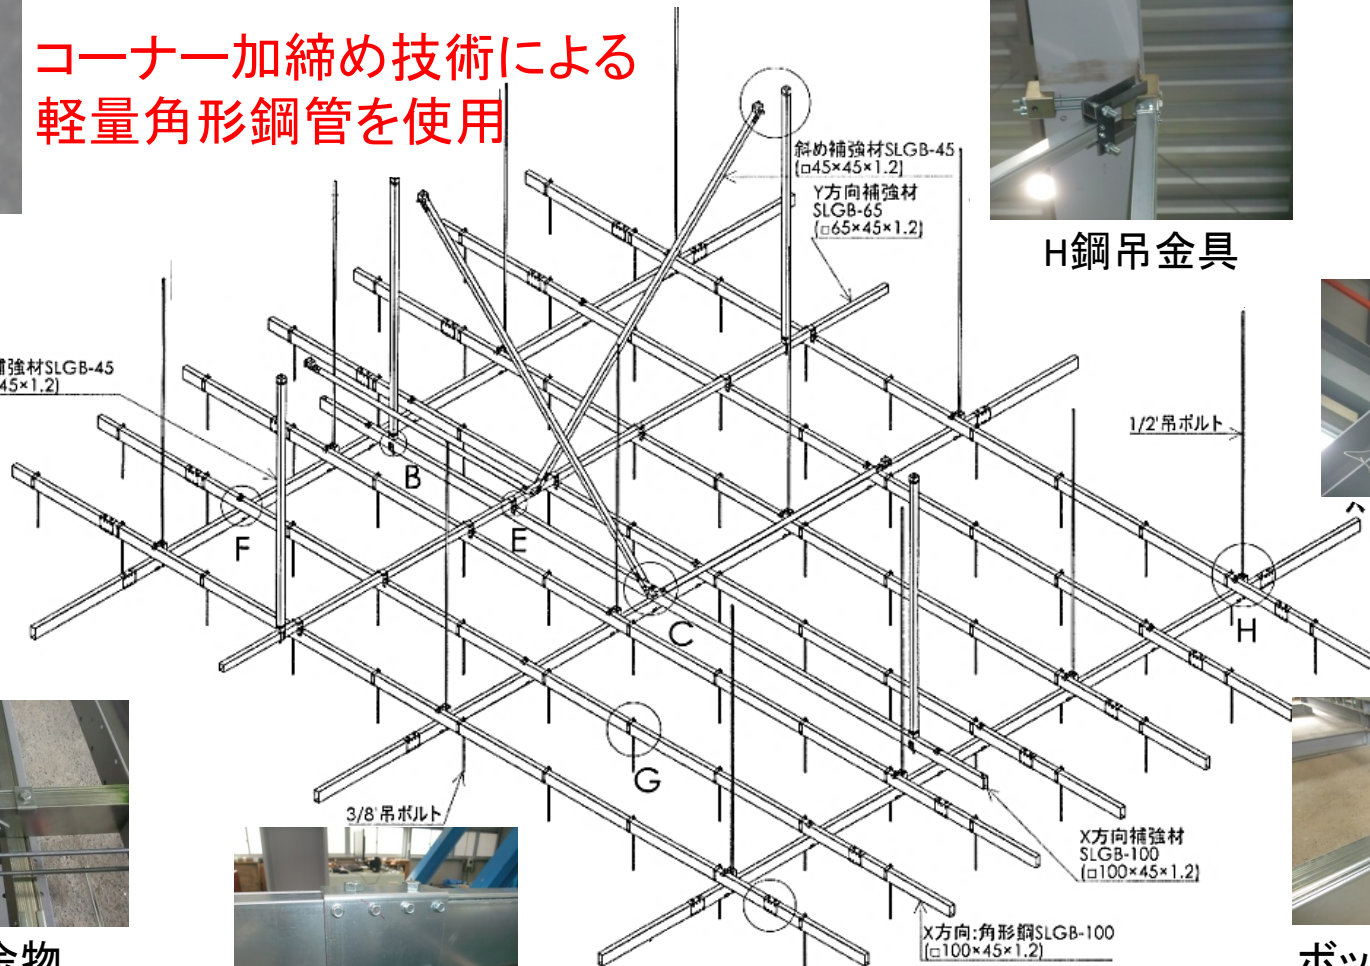 コーナー加締め技術による
軽量角形鋼管を使用
斜め補強材SLGB-45
(□45×45×1.2)
Y方向補強材
SLGB-65
(□65×45×1.2)
H鋼吊金具
補強材SLGB-45
45×1.2)
1/2'吊ボルト
B
F
E
C
H
G
3/8'吊ボルト
X方向補強材
SLGB-100
(□100×45×1.2)
X方向:角形鋼SLGB-100
(□100×45×1.2)
金物
ボッ